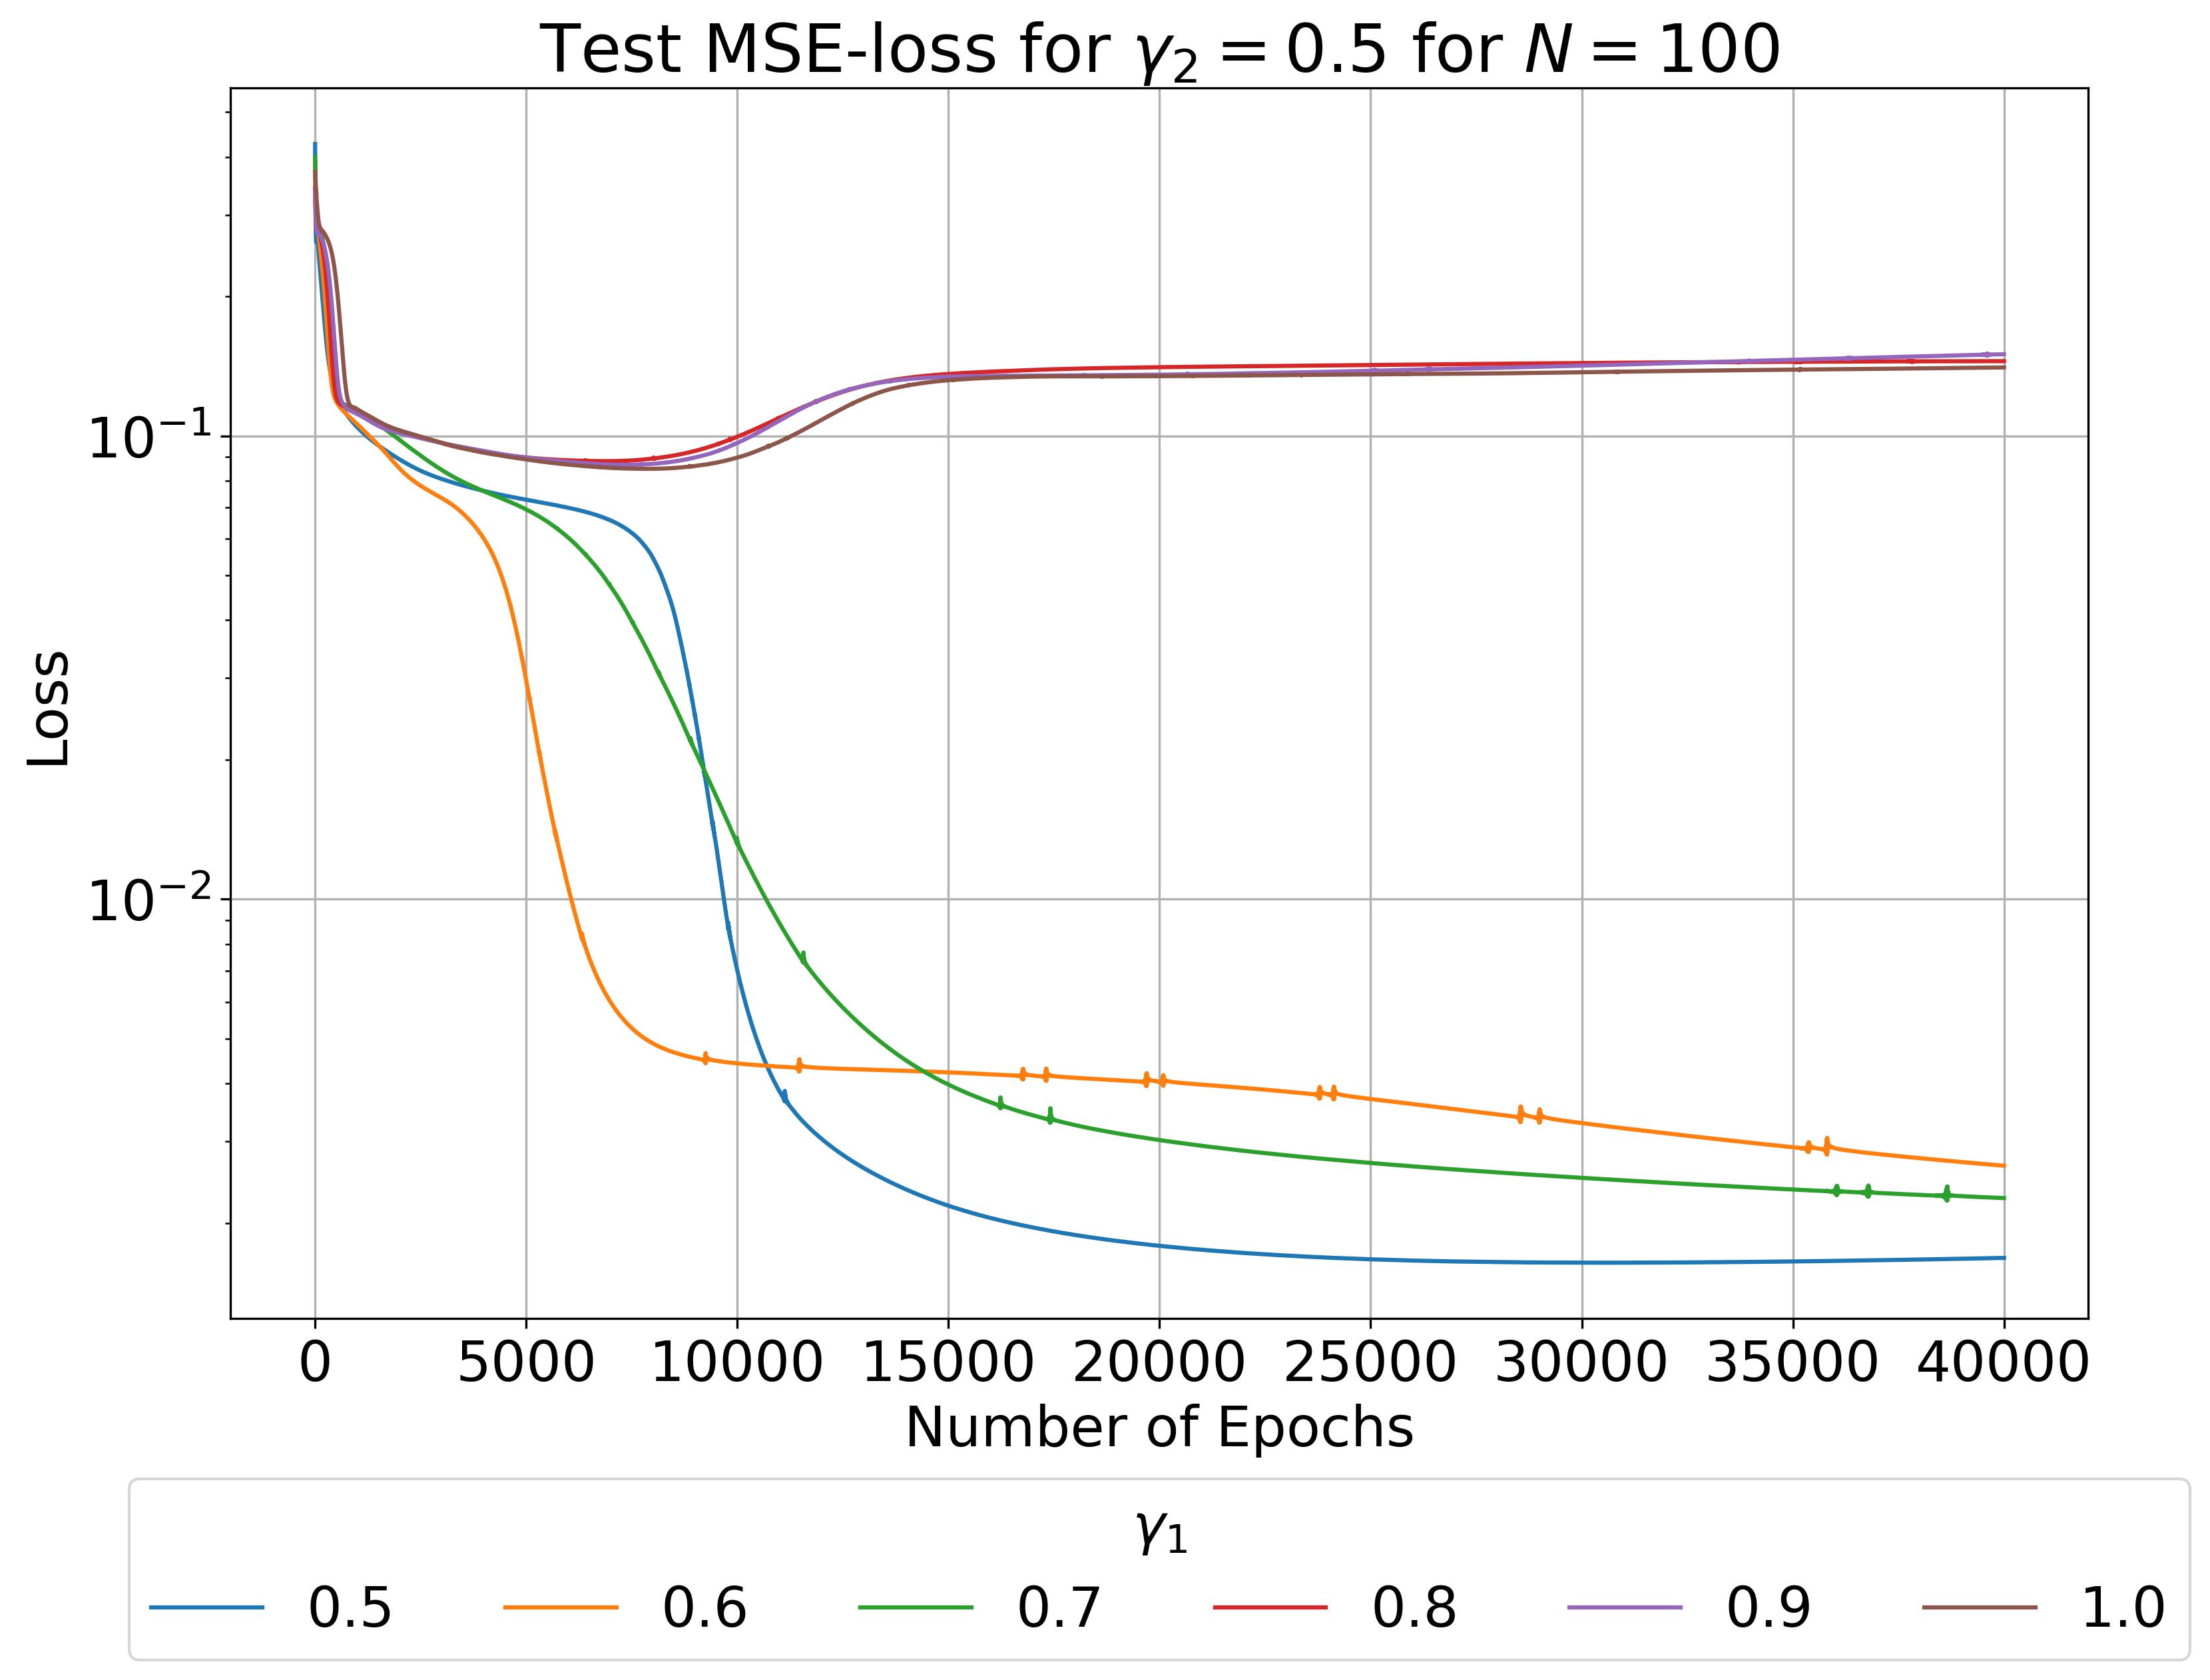 Test MSE-loss for γ₂ = 0.5 for N = 100
Loss
10⁻¹
10⁻²
0 5000 10000 15000 20000 25000 30000 35000 40000
Number of Epochs
γ₁
0.5 0.6 0.7 0.8 0.9 1.0